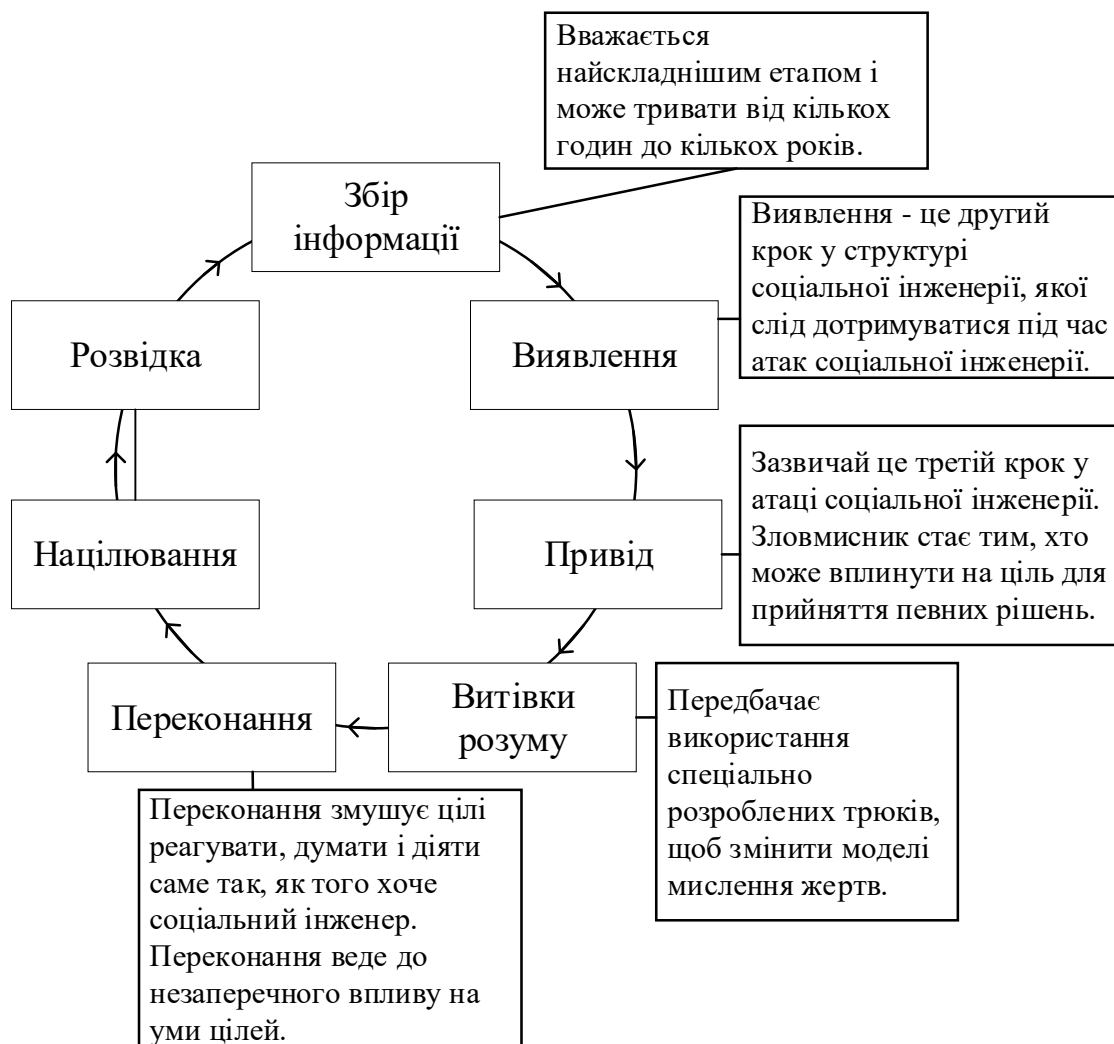 Вважається
найскладнішим етапом і
може тривати від кількох
годин до кількох років.
Збір
інформації
Виявлення - це другий
крок у структурі
соціальної інженерії, якої
слід дотримуватися під час
атак соціальної інженерії.
Розвідка
Виявлення
Зазвичай це третій крок у
атаці соціальної інженерії.
Зловмисник стає тим, хто
може вплинути на ціль для
прийняття певних рішень.
Націлювання
Привід
Переконання
Витівки
розуму
Передбачає
використання
спеціально
розроблених трюків,
щоб змінити моделі
мислення жертв.
Переконання змушує цілі
реагувати, думати і діяти
саме так, як того хоче
соціальний інженер.
Переконання веде до
незаперечного впливу на
уми цілей.